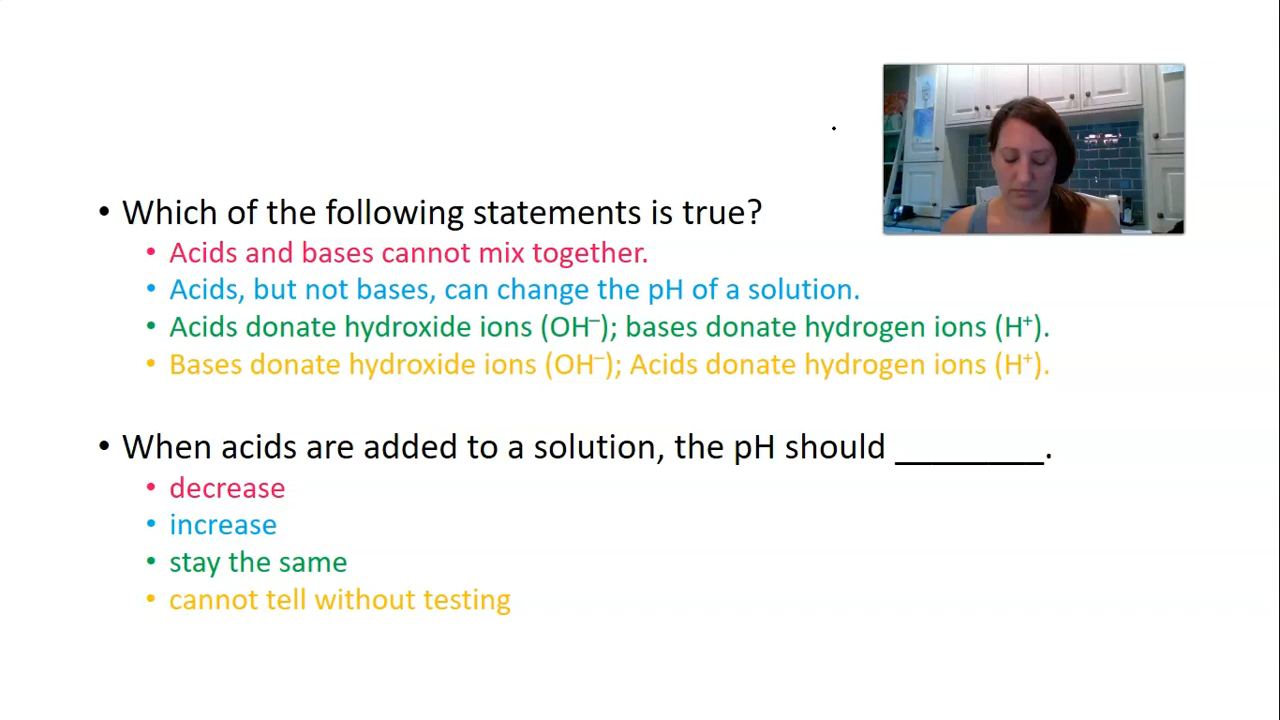 • Which of the following statements is true?
• Acids and bases cannot mix together.
• Acids, but not bases, can change the pH of a solution.
• Acids donate hydroxide ions (OH⁻); bases donate hydrogen ions (H⁺).
• Bases donate hydroxide ions (OH⁻); Acids donate hydrogen ions (H⁺).
• When acids are added to a solution, the pH should _________.
• decrease
• increase
• stay the same
• cannot tell without testing